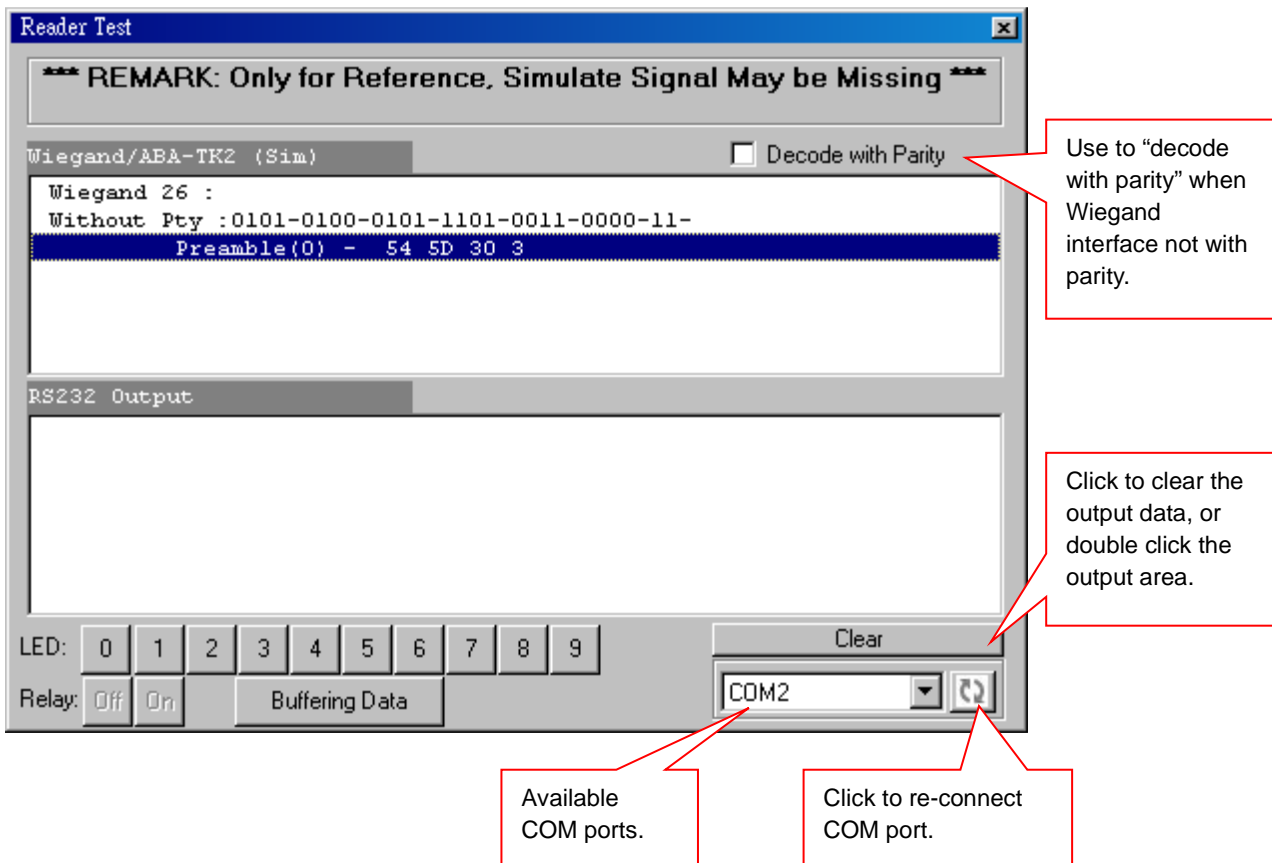 Reader Test
*** REMARK: Only for Reference, Simulate Signal May be Missing ***
Wiegand/ABA-TK2 (Sim)
Decode with Parity
Wiegand 26 :
Without Pty :0101-0100-0101-1101-0011-0000-11-
Preamble(0) - 54 5D 30 3
Use to “decode
with parity” when
Wiegand
interface not with
parity.
RS232 Output
Click to clear the
output data, or
double click the
output area.
LED: 0 1 2 3 4 5 6 7 8 9
Clear
Relay: Off On Buffering Data
COM2
Available
COM ports.
Click to re-connect
COM port.